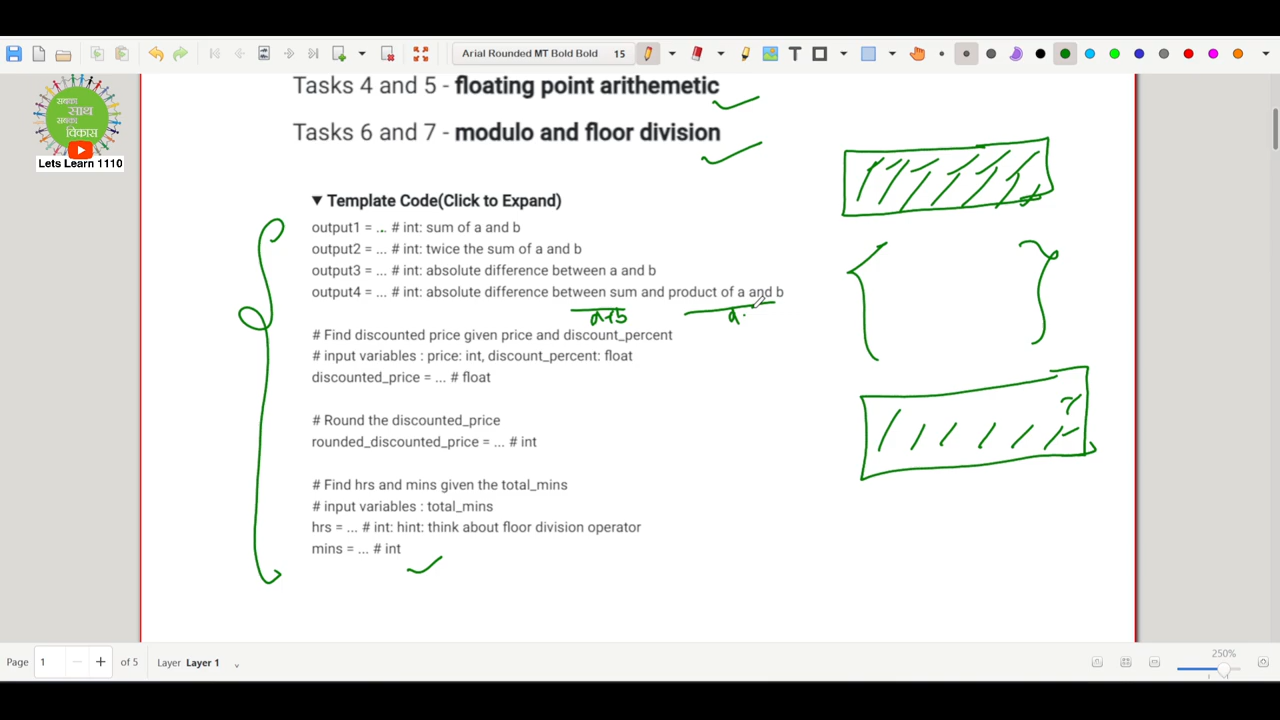 Arial Rounded MT Bold Bold 15
Tasks 4 and 5 - floating point arithemetic
Tasks 6 and 7 - modulo and floor division
सबका
साथ
सबका
विकास
Lets Learn 1110
▼ Template Code(Click to Expand)
output1 = ... # int: sum of a and b
output2 = ... # int: twice the sum of a and b
output3 = ... # int: absolute difference between a and b
output4 = ... # int: absolute difference between sum and product of a and b
a+b a.
# Find discounted price given price and discount_percent
# input variables : price: int, discount_percent: float
discounted_price = ... # float
# Round the discounted_price
rounded_discounted_price = ... # int
# Find hrs and mins given the total_mins
# input variables : total_mins
hrs = ... # int: hint: think about floor division operator
mins = ... # int
Page 1 of 5 Layer Layer 1 250%